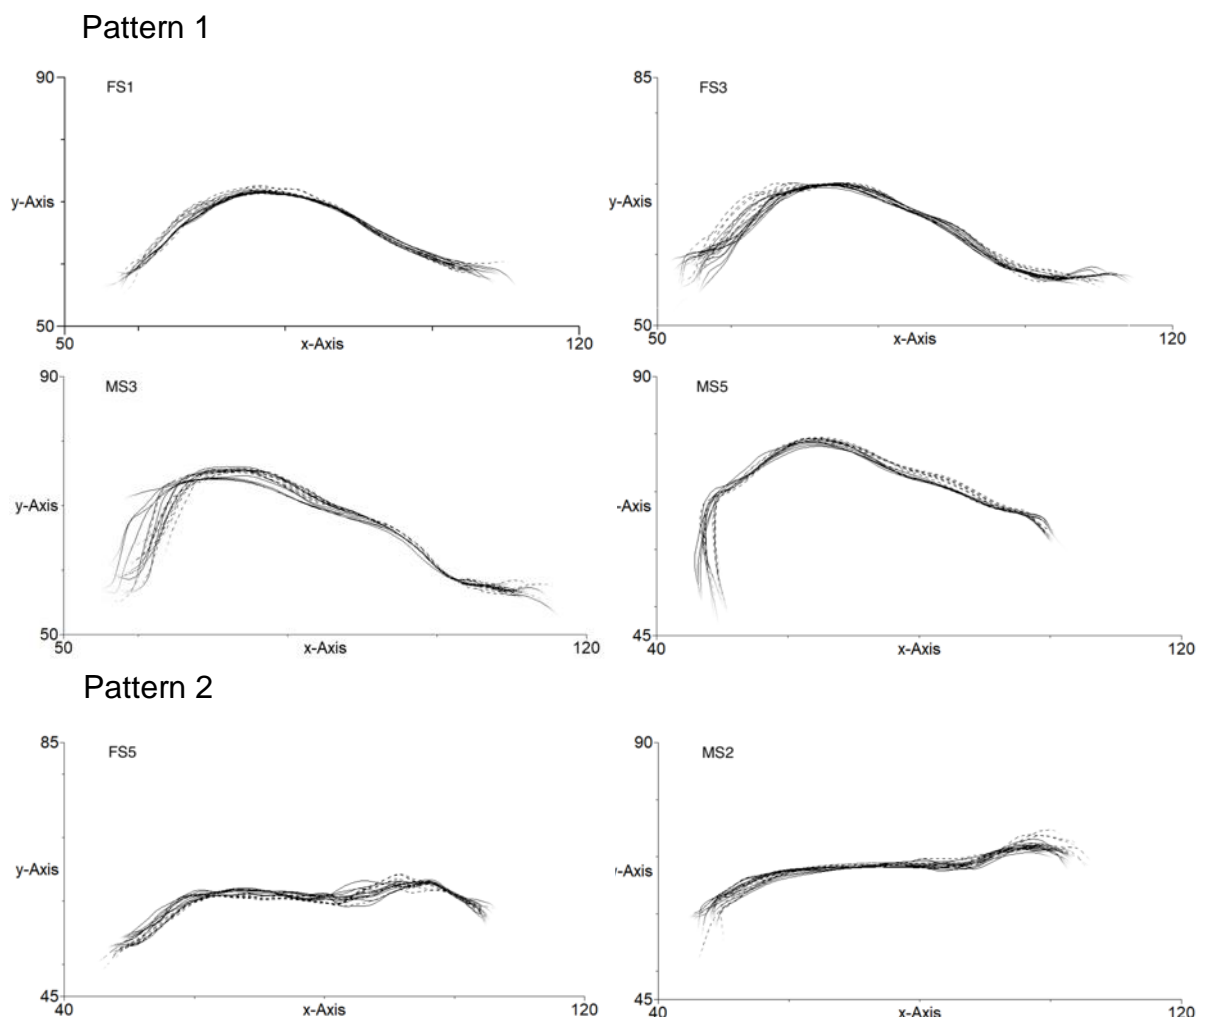 Pattern 1
90
FS1
y-Axis
50
50
x-Axis
120
85
FS3
y-Axis
50
50
x-Axis
120
90
MS3
y-Axis
50
50
x-Axis
120
90
MS5
-Axis
45
40
x-Axis
120
Pattern 2
85
FS5
y-Axis
45
40
x-Axis
120
90
MS2
-Axis
45
40
x-Axis
120